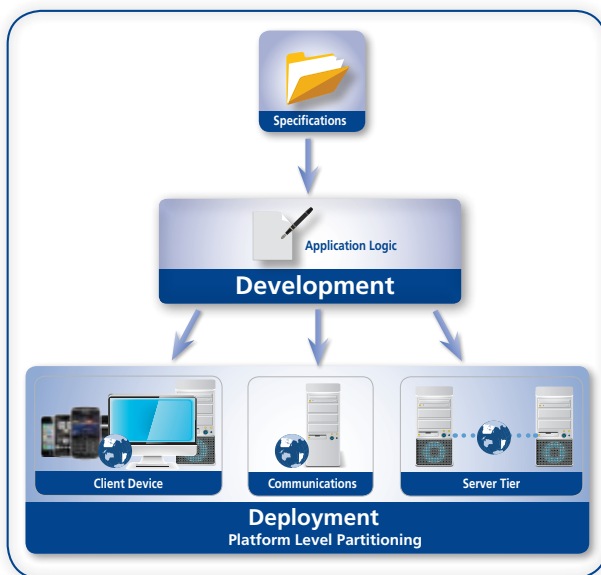 Specifications
Application Logic
Development
Client Device
Communications
Server Tier
Deployment
Platform Level Partitioning